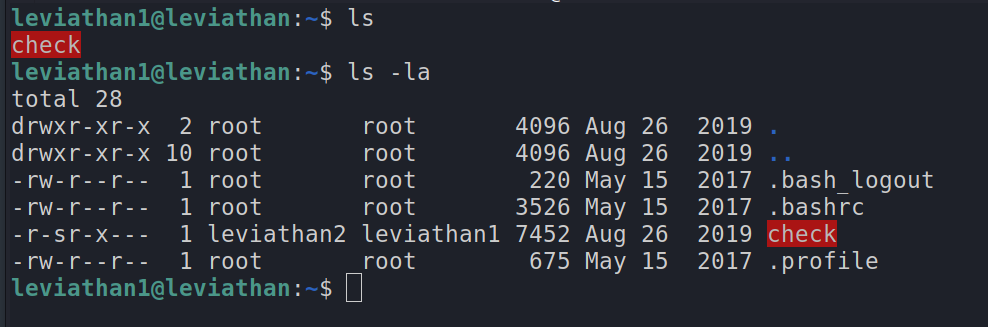 leviathan1@leviathan:~$ ls
check
leviathan1@leviathan:~$ ls -la
total 28
drwxr-xr-x  2 root       root       4096 Aug 26  2019 .
drwxr-xr-x 10 root       root       4096 Aug 26  2019 ..
-rw-r--r--  1 root       root        220 May 15  2017 .bash_logout
-rw-r--r--  1 root       root       3526 May 15  2017 .bashrc
-r-sr-x---  1 leviathan2 leviathan1 7452 Aug 26  2019 check
-rw-r--r--  1 root       root        675 May 15  2017 .profile
leviathan1@leviathan:~$